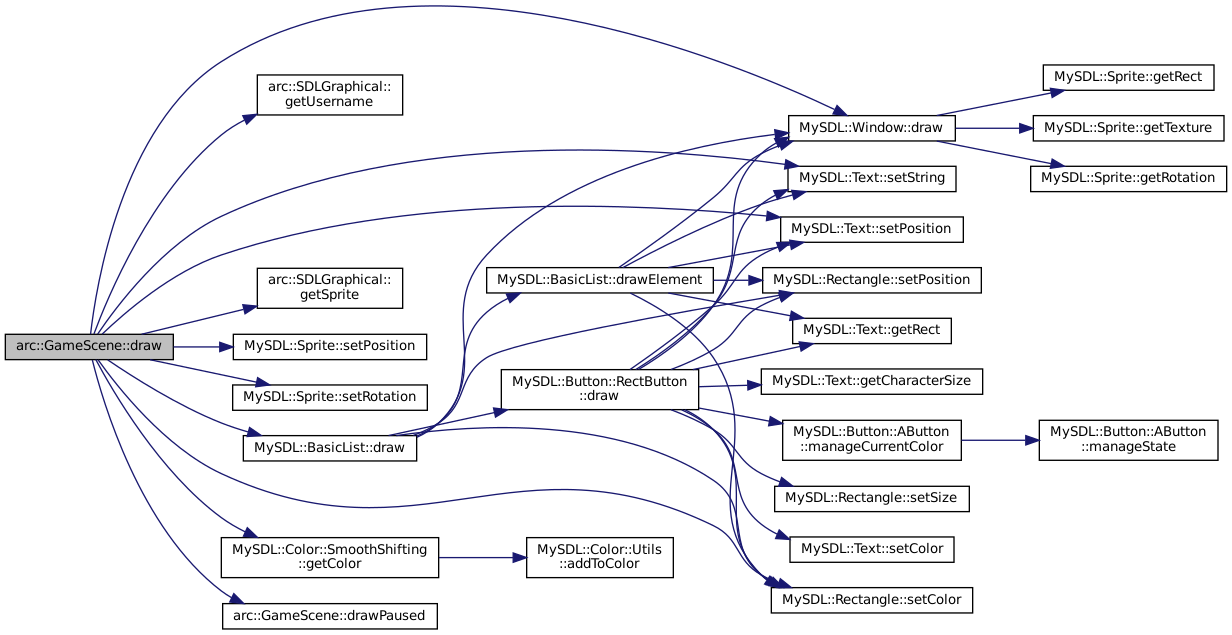 arc::GameScene::draw
arc::SDLGraphical::
getUsername
arc::SDLGraphical::
getSprite
MySDL::Sprite::setPosition
MySDL::Sprite::setRotation
MySDL::BasicList::draw
MySDL::Color::SmoothShifting
::getColor
arc::GameScene::drawPaused
MySDL::BasicList::drawElement
MySDL::Button::RectButton
::draw
MySDL::Color::Utils
::addToColor
MySDL::Window::draw
MySDL::Text::setString
MySDL::Text::setPosition
MySDL::Rectangle::setPosition
MySDL::Text::getRect
MySDL::Text::getCharacterSize
MySDL::Button::AButton
::manageCurrentColor
MySDL::Rectangle::setSize
MySDL::Text::setColor
MySDL::Rectangle::setColor
MySDL::Sprite::getRect
MySDL::Sprite::getTexture
MySDL::Sprite::getRotation
MySDL::Button::AButton
::manageState